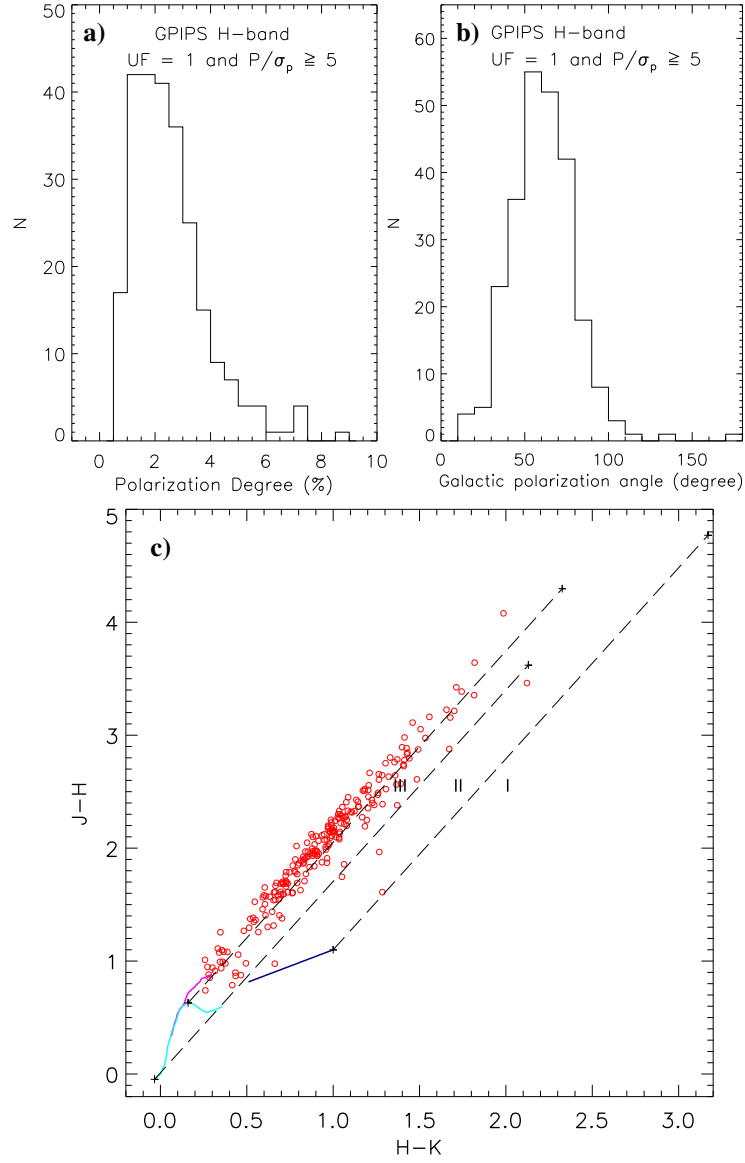 a)
GPIPS H-band
UF = 1 and P/σp ≧ 5
50
40
30
20
10
0
N
0 2 4 6 8 10
Polarization Degree (%)
b)
GPIPS H-band
UF = 1 and P/σp ≧ 5
60
50
40
30
20
10
0
N
0 50 100 150
Galactic polarization angle (degree)
c)
5
4
3
2
1
0
J-H
III II I
0.0 0.5 1.0 1.5 2.0 2.5 3.0
H-K